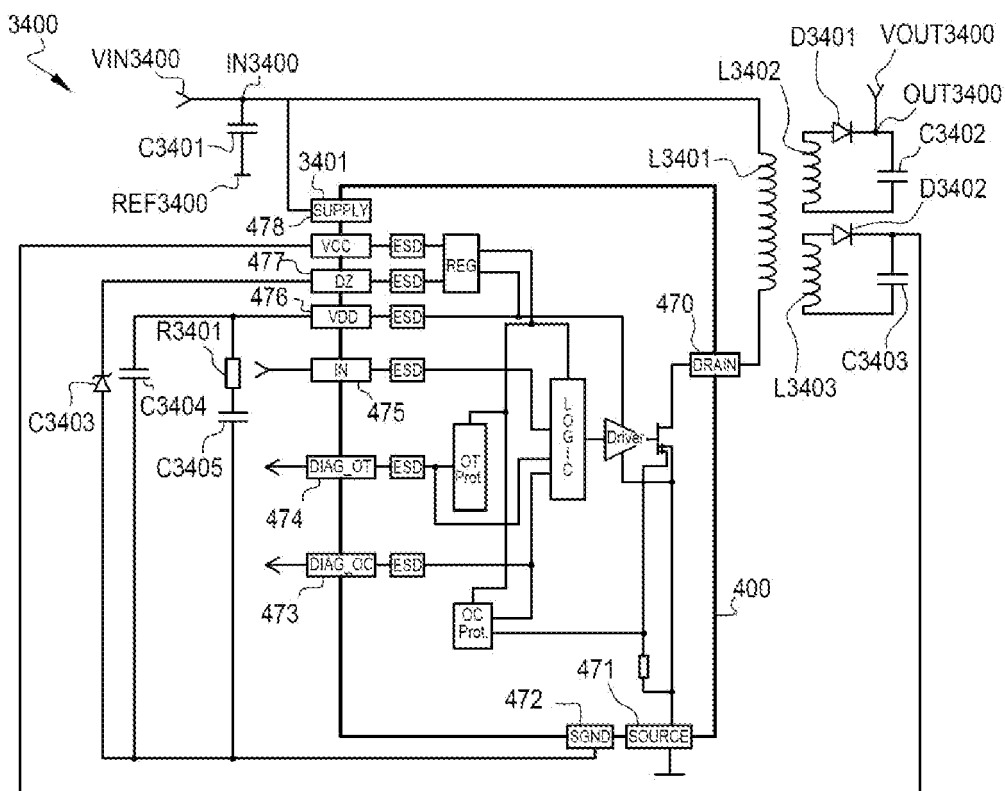 3400
VIN3400
IN3400
C3401
REF3400
D3401
VOUT3400
L3402
OUT3400
C3402
L3401
D3402
3401
SUPPLY
478
VCC
ESD
REG
477
DZ
ESD
476
VDD
ESD
470
R3401
IN
ESD
475
DRAIN
C3403
L3403
C3403
C3404
C3405
LOGIC
Driver
DIAG_OT
ESD
OT
Prot.
474
DIAG_OC
ESD
473
OC
Prot.
400
472
471
SGND
SOURCE